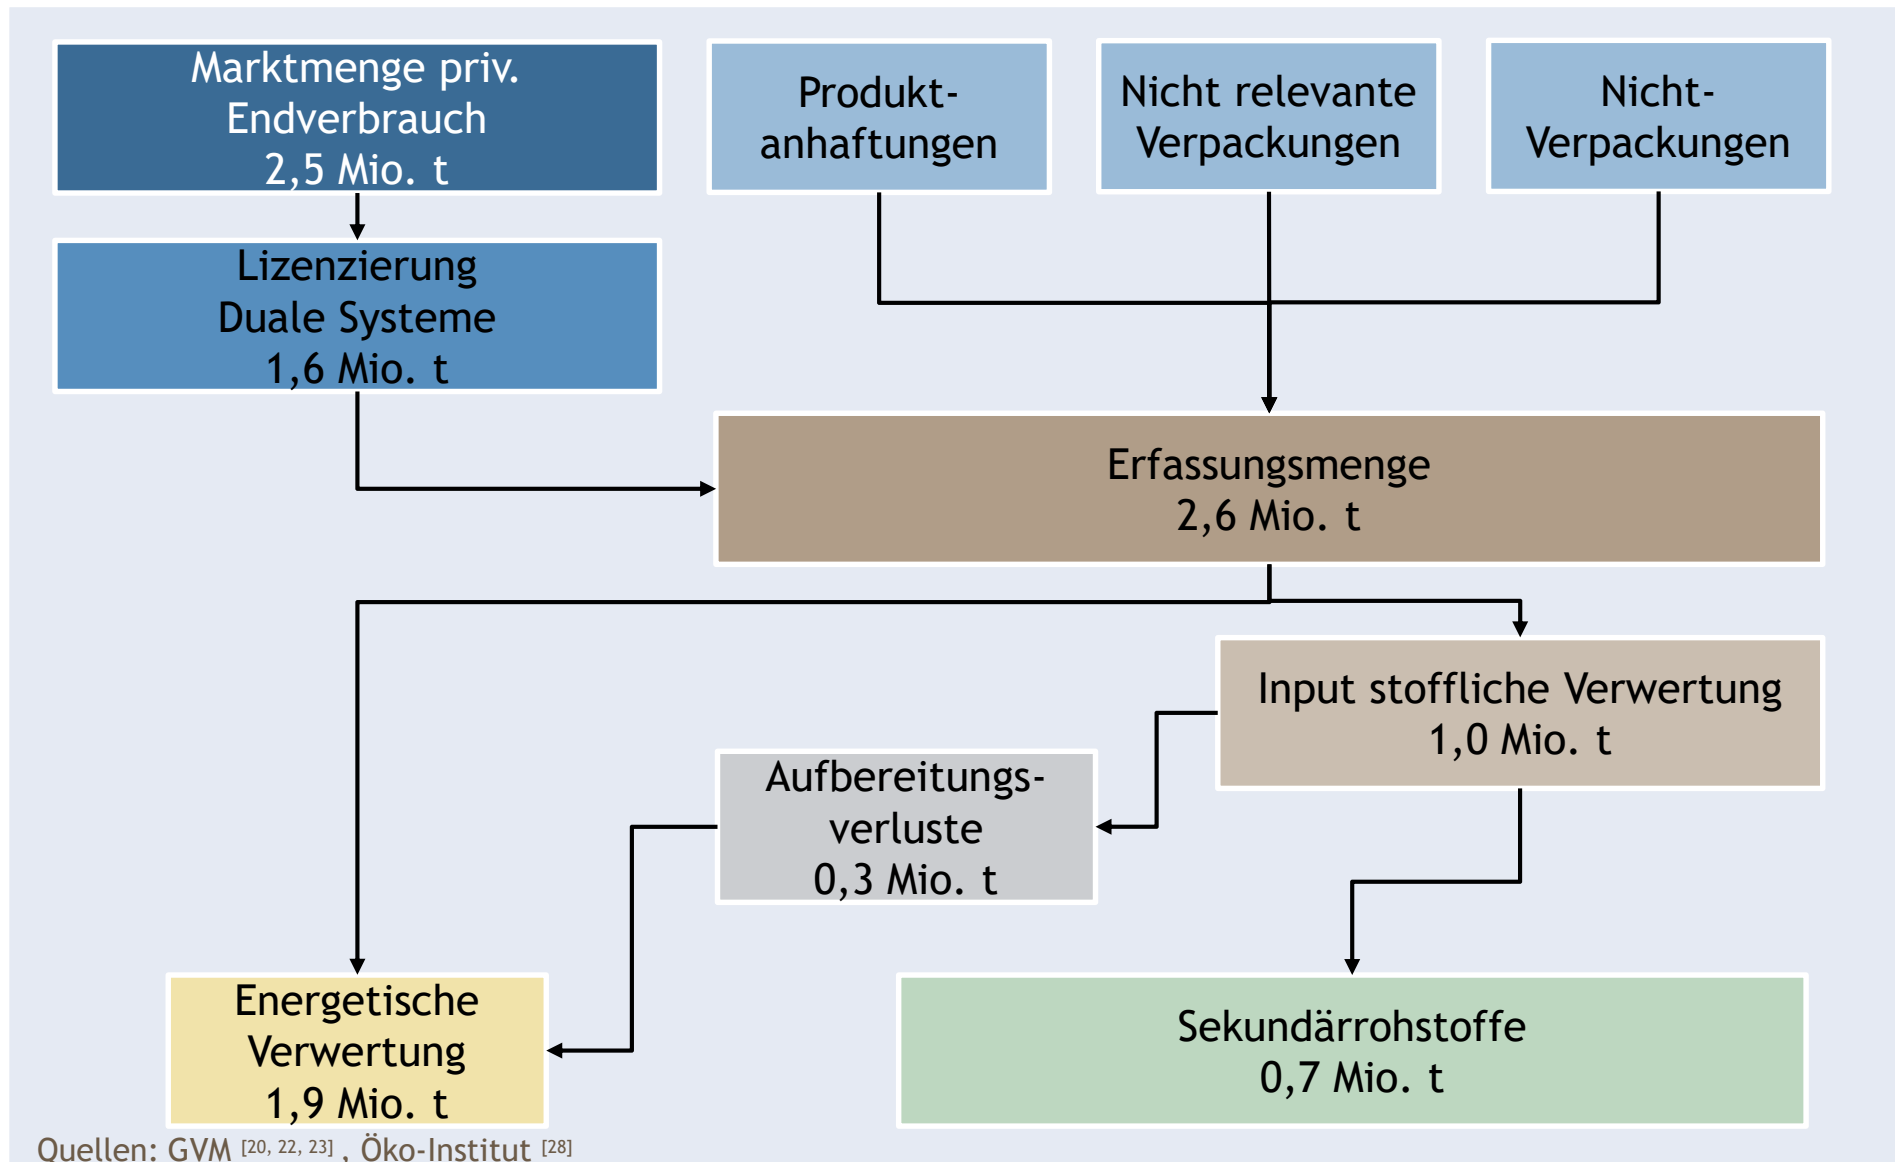 Marktmenge priv.
Endverbrauch
2,5 Mio. t
Produkt-
anhaftungen
Nicht relevante
Verpackungen
Nicht-
Verpackungen
Lizenzierung
Duale Systeme
1,6 Mio. t
Erfassungsmenge
2,6 Mio. t
Input stoffliche Verwertung
1,0 Mio. t
Aufbereitungs-
verluste
0,3 Mio. t
Energetische
Verwertung
1,9 Mio. t
Sekundärrohstoffe
0,7 Mio. t
Quellen: GVM [20, 22, 23] , Öko-Institut [28]